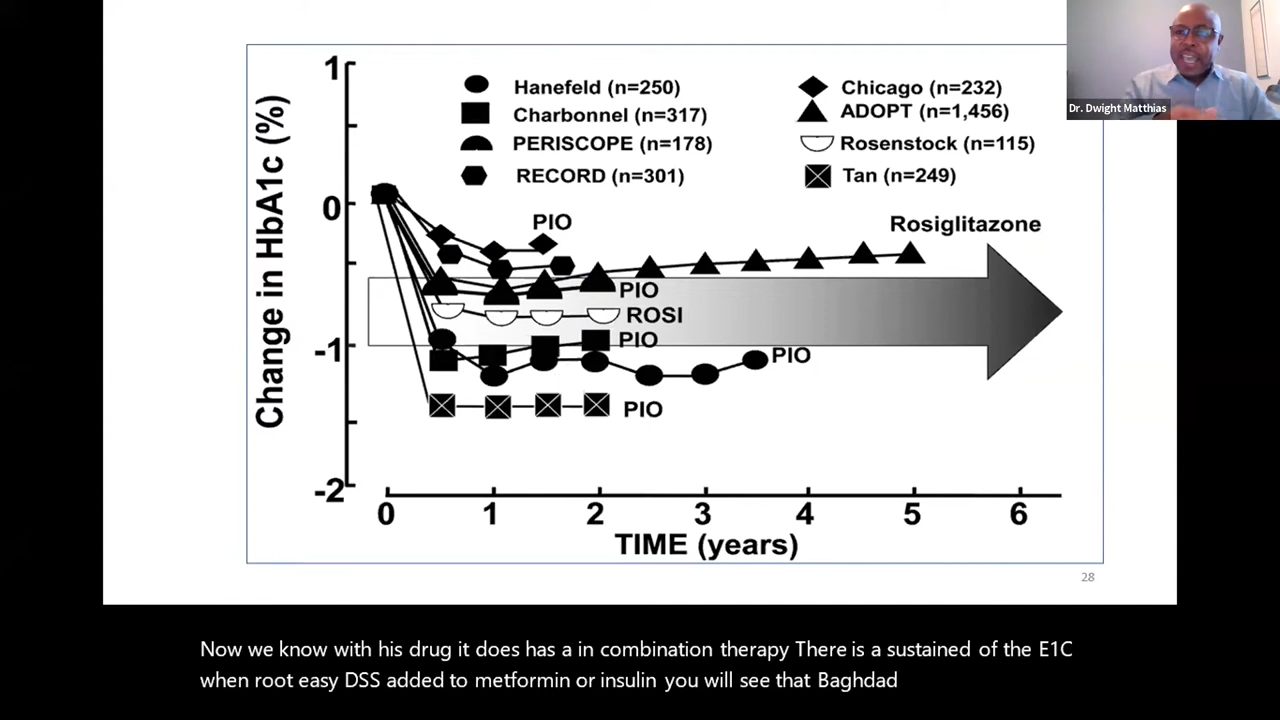 Dr. Dwight Matthias
Hanefeld (n=250)
Charbonnel (n=317)
PERISCOPE (n=178)
RECORD (n=301)
Chicago (n=232)
ADOPT (n=1,456)
Rosenstock (n=115)
Tan (n=249)
Change in HbA1c (%)
1
0
-1
-2
PIO
Rosiglitazone
PIO
ROSI
PIO
PIO
PIO
0 1 2 3 4 5 6
TIME (years)
28
Now we know with his drug it does has a in combination therapy There is a sustained of the E1C
when root easy DSS added to metformin or insulin you will see that Baghdad